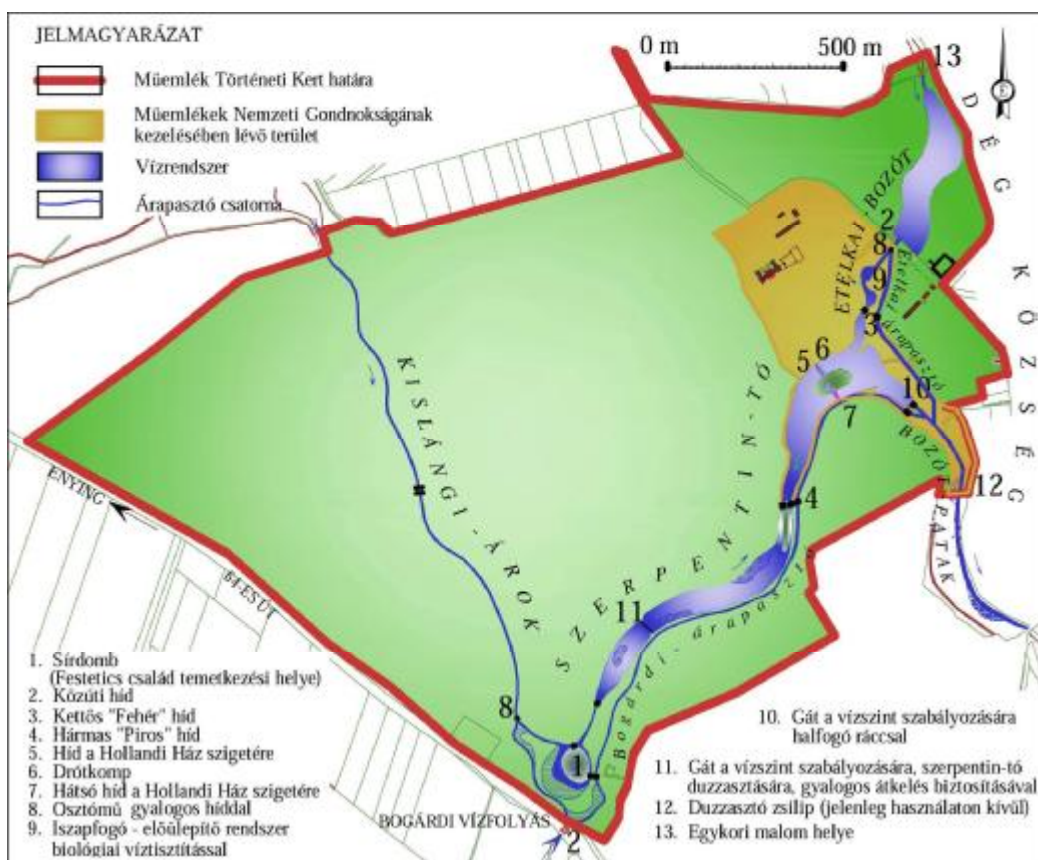 JELMAGYARÁZAT
Műemlék Történeti Kert határa
Műemlékek Nemzeti Gondnokságának
kezelésében lévő terület
Vízrendszer
Árapasztó csatorna
0 m
500 m
13
DÉG KÖZSÉG
ETELKAI-BOZÓT
2
8
9
Etelkai árapasztó
3
6
5
7
10
BOZÓT PATAK
12
4
KISLÁNGI-ÁROK
SZERPENTIN-TÓ
Bogárdi-árapasztó
11
ENYING
64-ES ÚT
8
1
BOGÁRDI VÍZFOLYÁS
2
1. Sírdomb
(Festetics család temetkezési helye)
2. Közúti híd
3. Kettős "Fehér" híd
4. Hármas "Piros" híd
5. Híd a Hollandi Ház szigetére
6. Drótkomp
7. Hátsó híd a Hollandi Ház szigetére
8. Osztómű gyalogos híddal
9. Iszapfogó - előülepítő rendszer
biológiai víztisztítással
10. Gát a vízszint szabályozására
halfogó ráccsal
11. Gát a vízszint szabályozására, szerpentin-tó
duzzasztására, gyalogos átkelés biztosításával
12. Duzzasztó zsilip (jelenleg használaton kívül)
13. Egykori malom helye